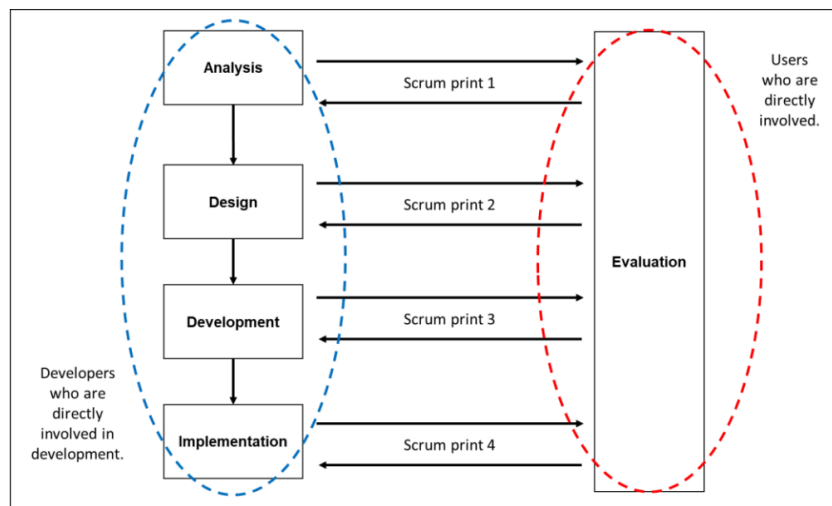 Analysis
Scrum print 1
Users
who are
directly
involved.
Design
Scrum print 2
Evaluation
Development
Scrum print 3
Developers
who are
directly
involved in
development.
Implementation
Scrum print 4